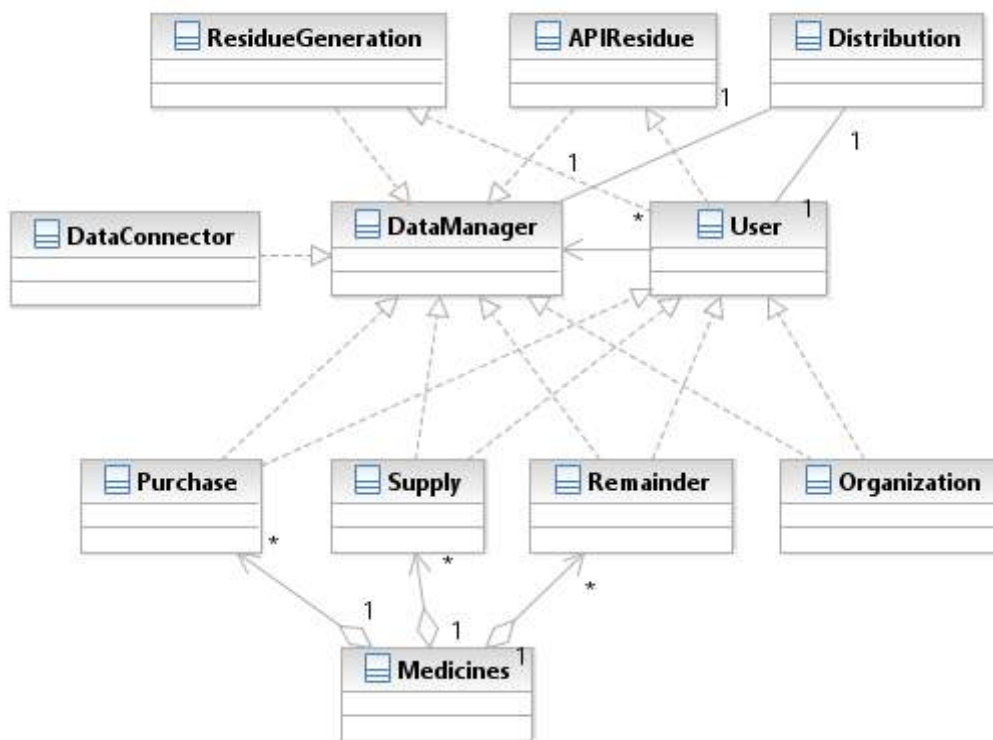 ResidueGeneration
APIResidue
Distribution
1
1
1
DataConnector
DataManager
*
User
1
Purchase
Supply
Remainder
Organization
*
*
*
1
1
1
Medicines